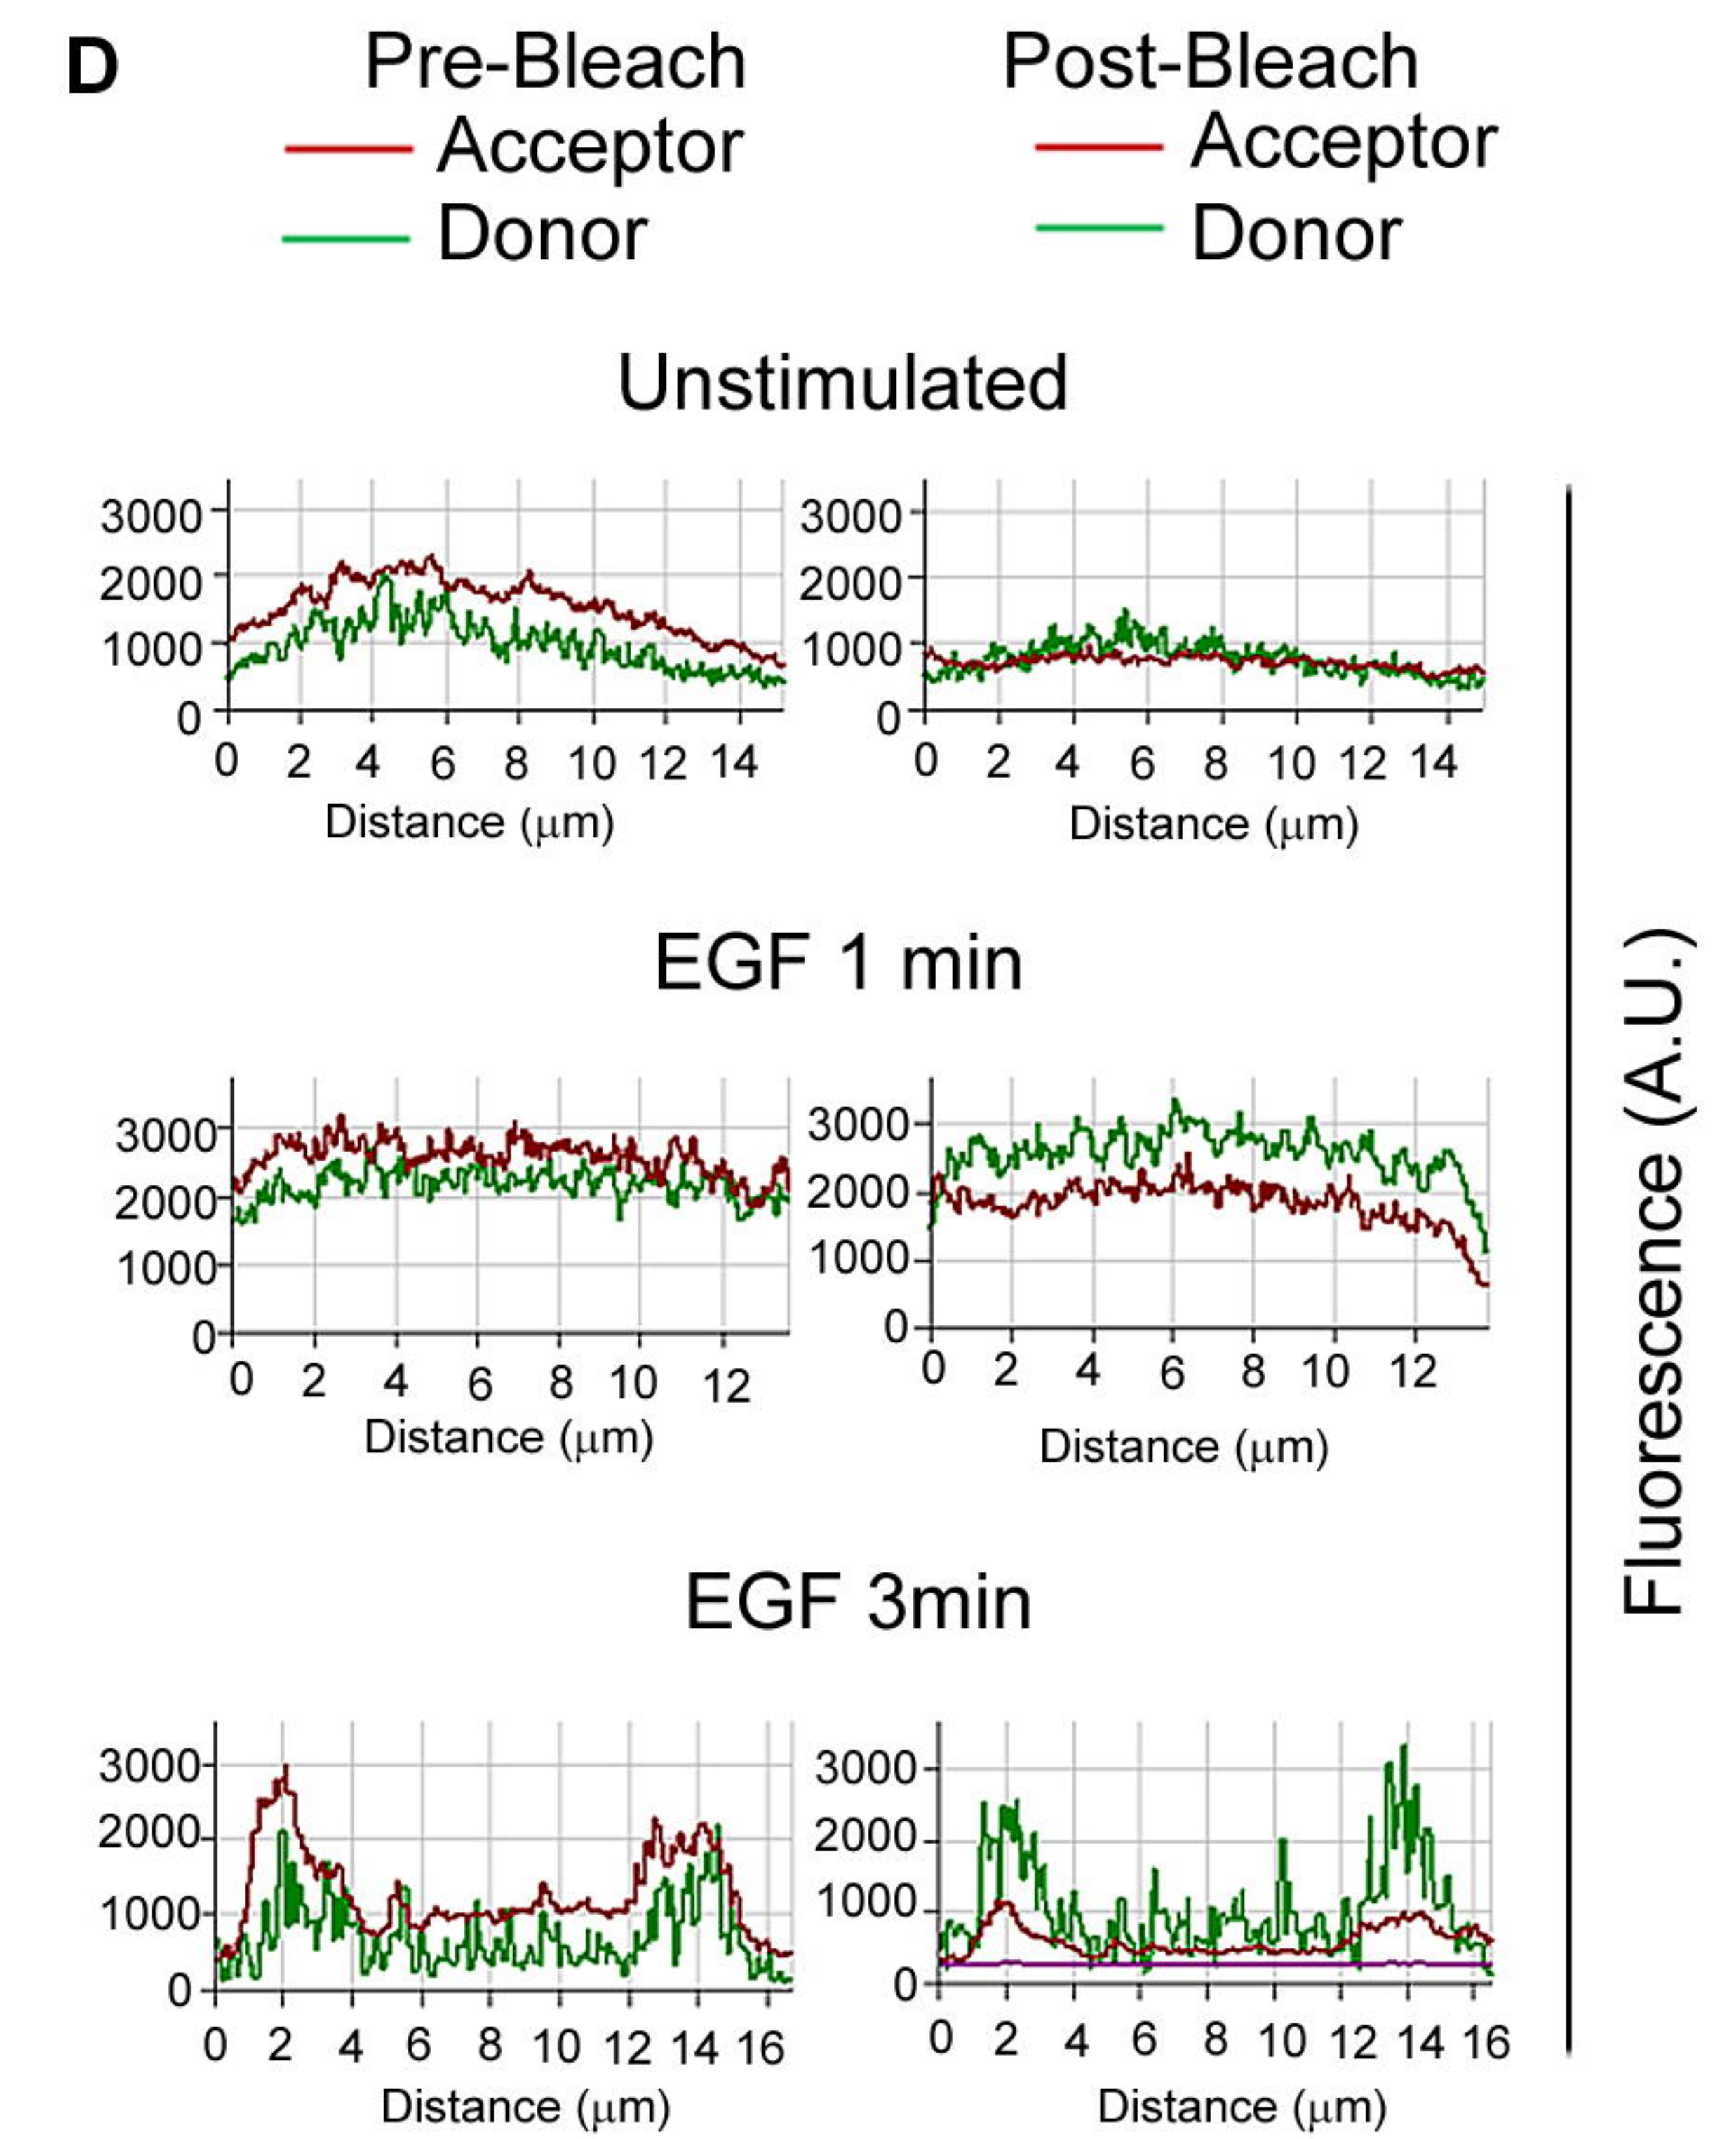 D
Pre-Bleach
Post-Bleach
Acceptor
Acceptor
Donor
Donor
Unstimulated
3000
2000
1000
0
0 2 4 6 8 10 12 14
Distance (μm)
3000
2000
1000
0
0 2 4 6 8 10 12 14
Distance (μm)
EGF 1 min
3000
2000
1000
0
0 2 4 6 8 10 12
Distance (μm)
3000
2000
1000
0
0 2 4 6 8 10 12
Distance (μm)
EGF 3min
3000
2000
1000
0
0 2 4 6 8 10 12 14 16
Distance (μm)
3000
2000
1000
0
0 2 4 6 8 10 12 14 16
Distance (μm)
Fluorescence (A.U.)